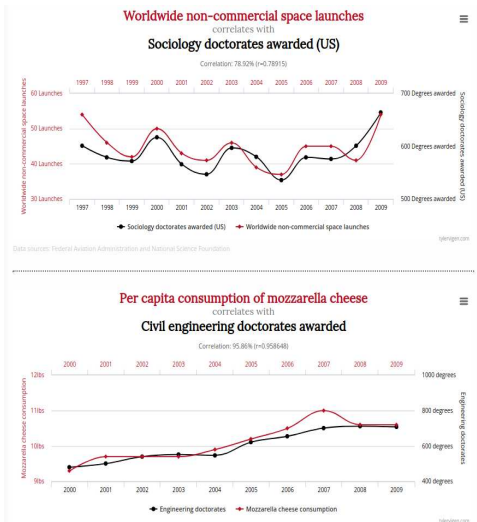 Worldwide non-commercial space launches
correlates with
Sociology doctorates awarded (US)
Correlation: 78.92% (r=0.78915)
1997 1998 1999 2000 2001 2002 2003 2004 2005 2006 2007 2008 2009
60 Launches 700 Degrees awarded
50 Launches 600 Degrees awarded
40 Launches
30 Launches 500 Degrees awarded
Worldwide non-commercial space launches
Sociology doctorates awarded (US)
1997 1998 1999 2000 2001 2002 2003 2004 2005 2006 2007 2008 2009
Sociology doctorates awarded (US) Worldwide non-commercial space launches
tylervigen.com
Data sources: Federal Aviation Administration and National Science Foundation
Per capita consumption of mozzarella cheese
correlates with
Civil engineering doctorates awarded
Correlation: 95.86% (r=0.958648)
2000 2001 2002 2003 2004 2005 2006 2007 2008 2009
12lbs 1000 degrees
11lbs 800 degrees
10lbs 600 degrees
9lbs 400 degrees
Mozzarella cheese consumption
Engineering doctorates
2000 2001 2002 2003 2004 2005 2006 2007 2008 2009
Engineering doctorates Mozzarella cheese consumption
tylervigen.com